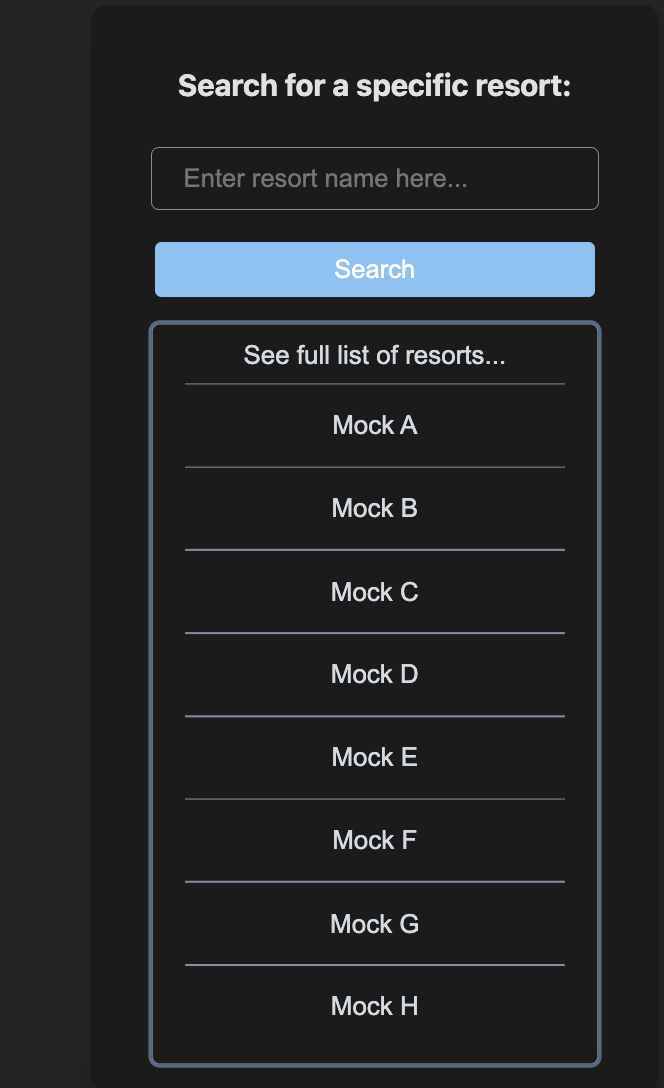 Search for a specific resort:
Enter resort name here...
Search
See full list of resorts...
Mock A
Mock B
Mock C
Mock D
Mock E
Mock F
Mock G
Mock H